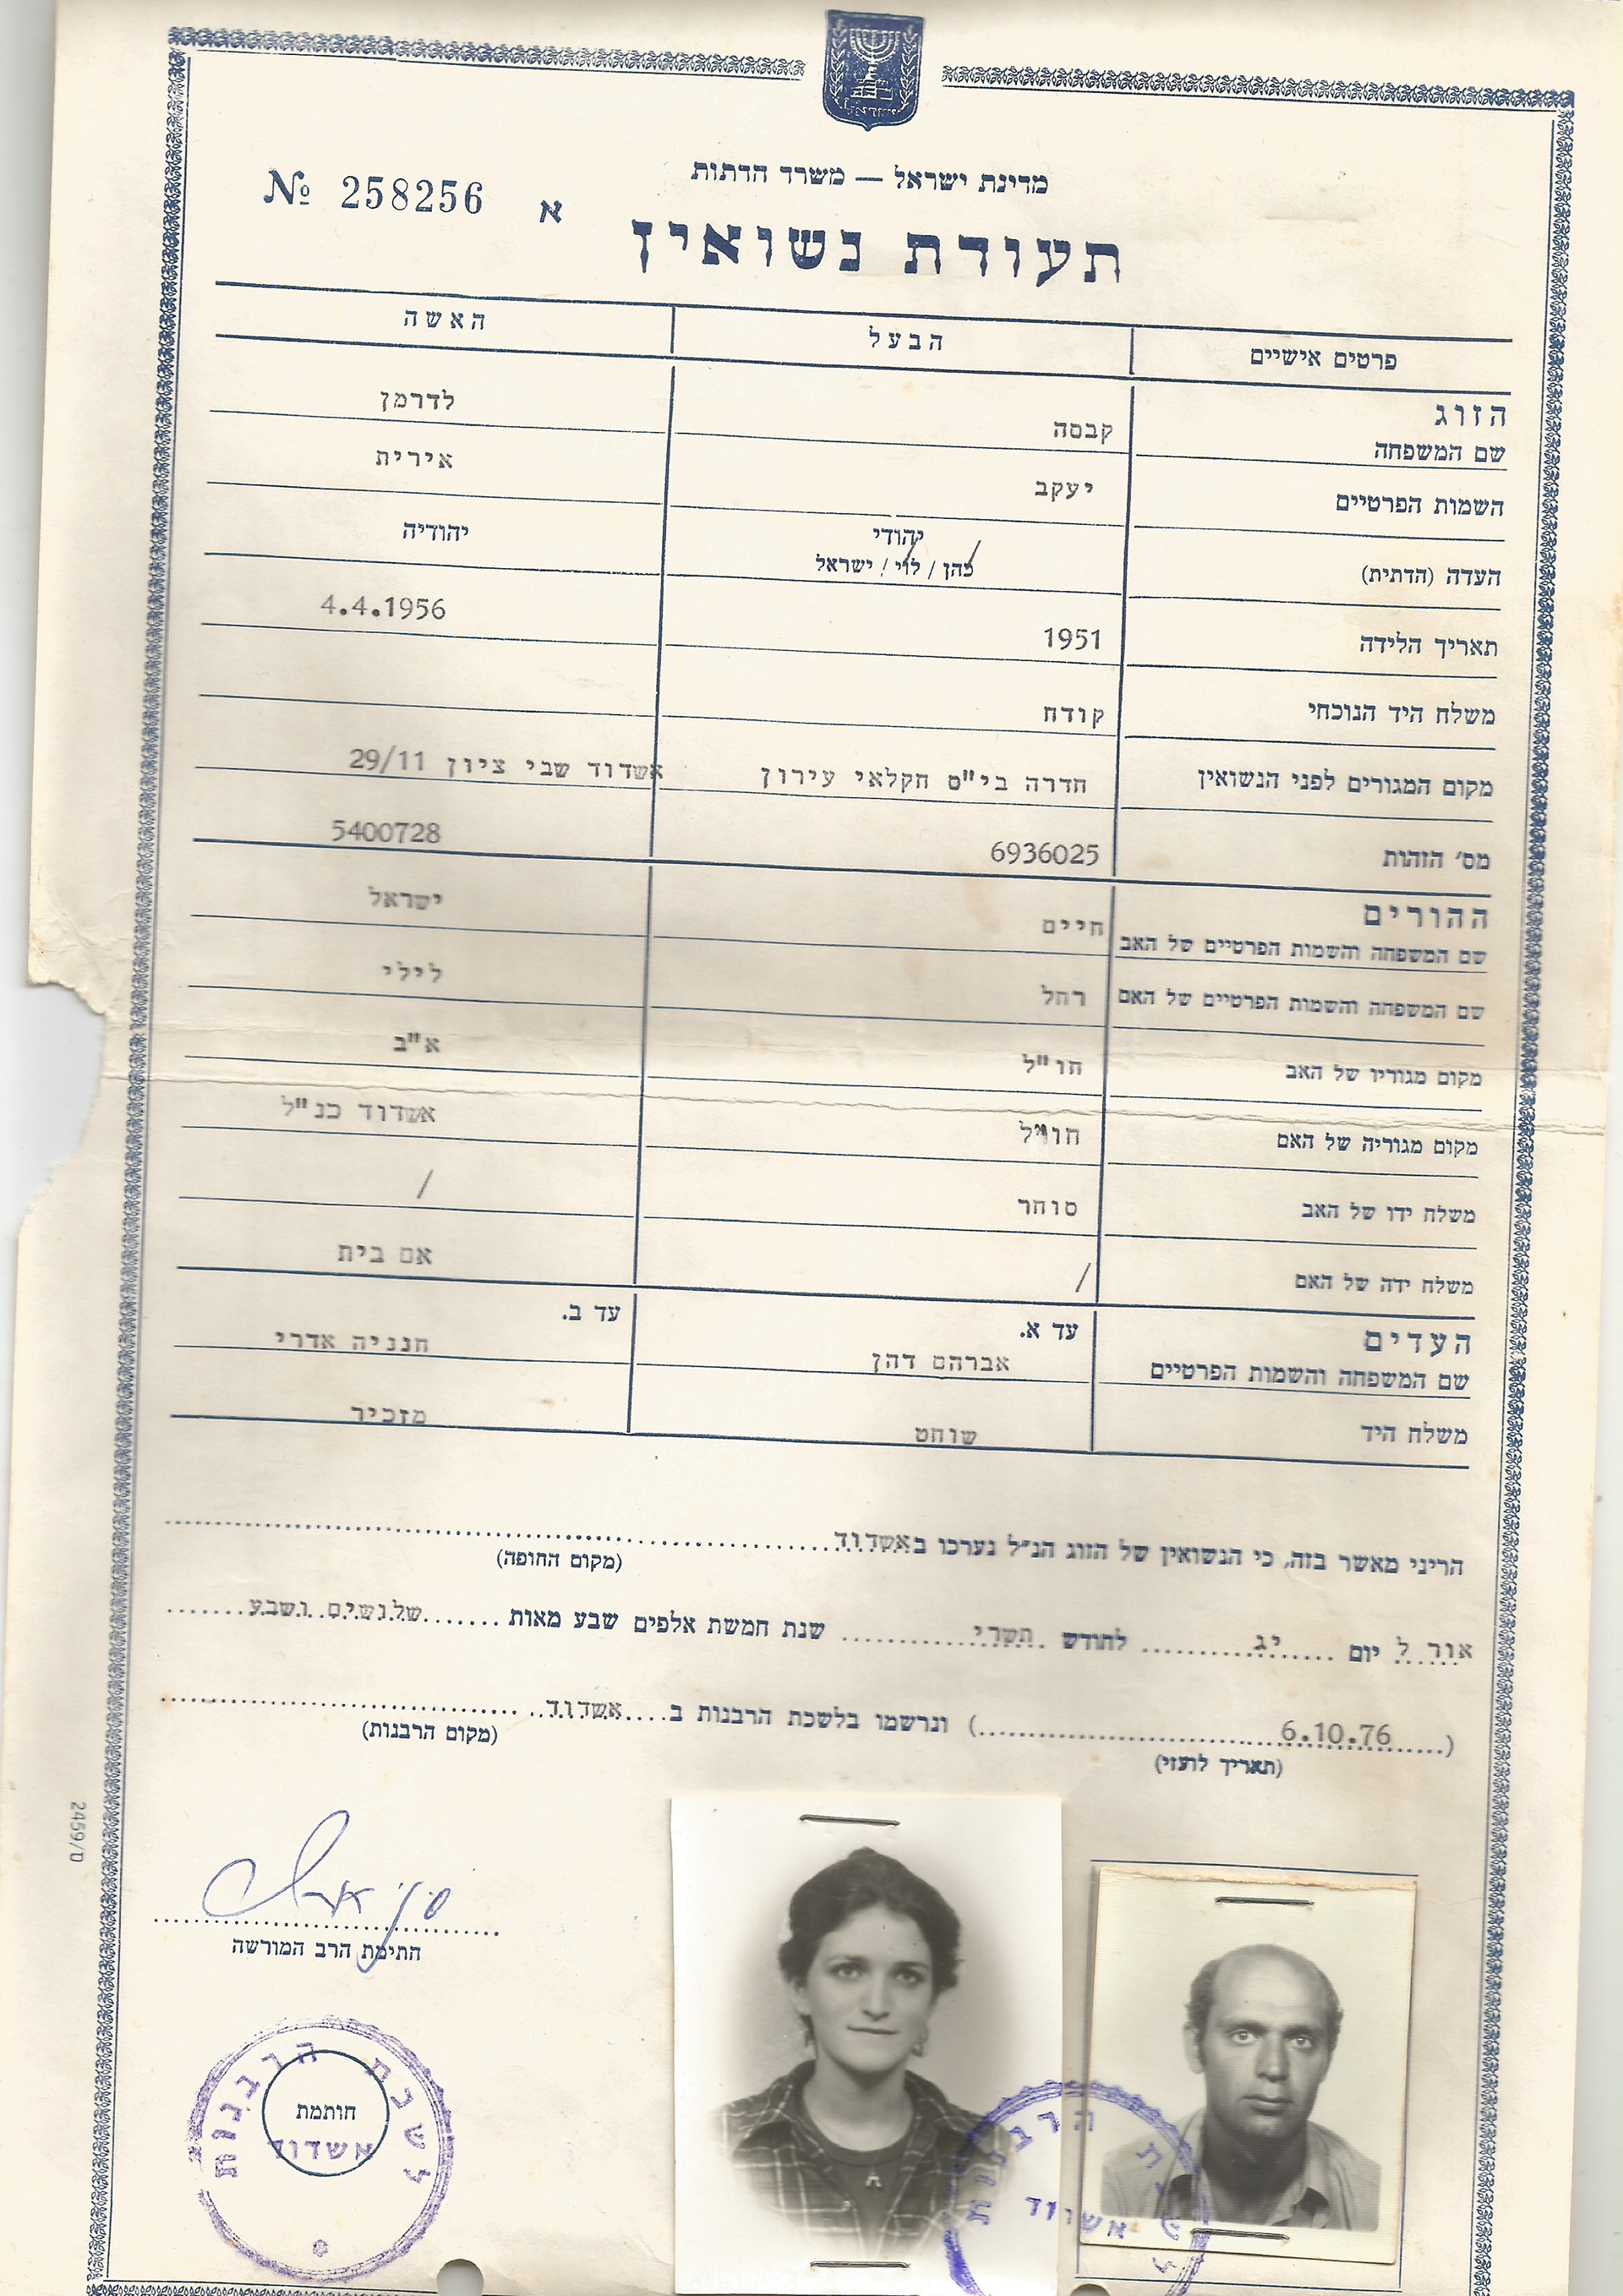 מדינת ישראל — משרד הדתות
№ 258256 א
תעודת נשואין
פרטים אישיים הבעל האשה
הזוג
שם המשפחה קבסה לדרמן
השמות הפרטיים יעקב אירית
העדה (הדתית) יהודי יהודיה
כהן / לוי / ישראל
תאריך הלידה 1951 4.4.1956
משלח היד הנוכחי קודח
מקום המגורים לפני הנשואין חדרה בי"ס חקלאי עירון אשדוד שבי ציון 29/11
מס' הזהות 6936025 5400728
ההורים
שם המשפחה והשמות הפרטיים של האב חיים ישראל
שם המשפחה והשמות הפרטיים של האם רחל לילי
מקום מגוריו של האב חו"ל א"ב
מקום מגוריה של האם חו"ל אשדוד כנ"ל
משלח ידו של האב סוחר /
משלח ידה של האם / אם בית
העדים עד א. עד ב.
שם המשפחה והשמות הפרטיים אברהם דהן חנניה אדרי
משלח היד שוחט מזכיר
הריני מאשר בזה, כי הנשואין של הזוג הנ"ל נערכו באשדוד
(מקום החופה)
אור ל יום יג לחודש תשרי שנת חמשת אלפים שבע מאות שלושים ושבע
(6.10.76) ונרשמו בלשכת הרבנות ב אשדוד
(תאריך לועזי) (מקום הרבנות)
חתימת הרב המורשה
לשכת הרבנות
חותמת
אשדוד
לשכת הרבנות
אשדוד
2459/D